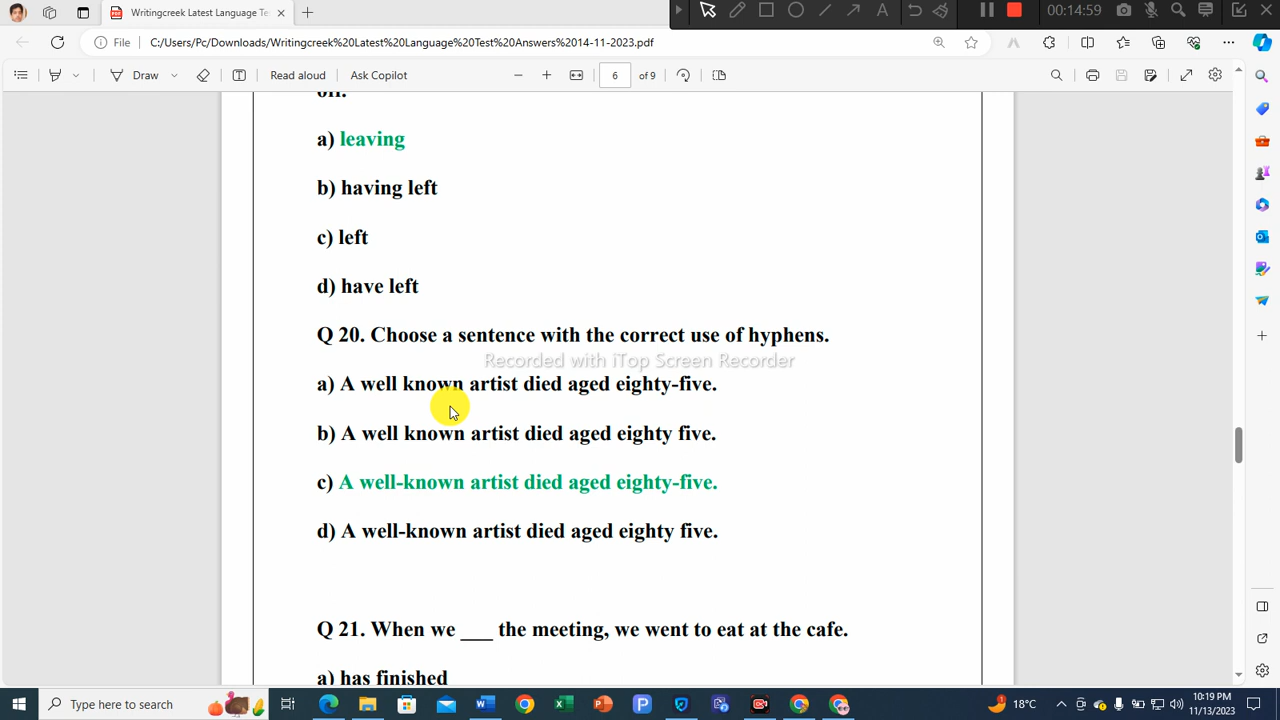 Writingcreek Latest Language Te
00:14:59
File
C:/Users/Pc/Downloads/Writingcreek%20Latest%20Language%20Test%20Answers%2014-11-2023.pdf
Draw
Read aloud
Ask Copilot
6
of 9
off.
a) leaving
b) having left
c) left
d) have left
Q 20. Choose a sentence with the correct use of hyphens.
Recorded with iTop Screen Recorder
a) A well known artist died aged eighty-five.
b) A well known artist died aged eighty five.
c) A well-known artist died aged eighty-five.
d) A well-known artist died aged eighty five.
Q 21. When we ___ the meeting, we went to eat at the cafe.
a) has finished
Type here to search
18°C
10:19 PM
11/13/2023